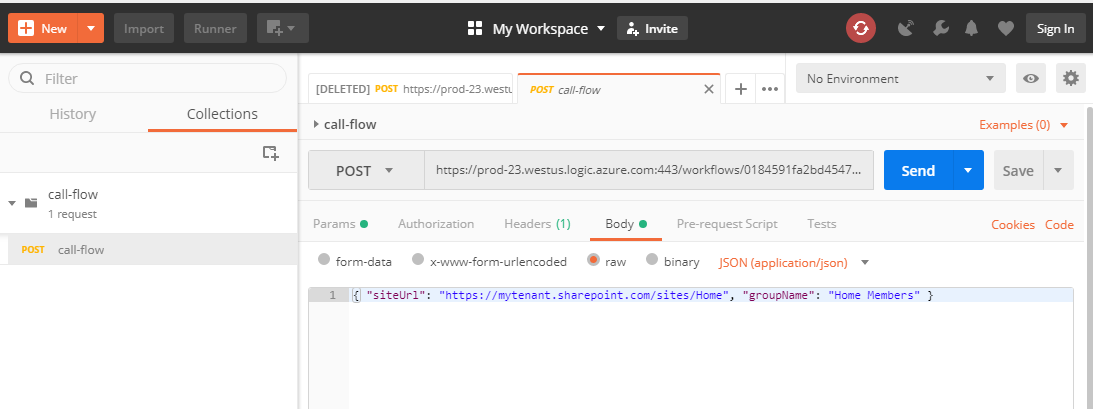 New Import Runner My Workspace Invite Sign In
Filter
History Collections
call-flow
1 request
POST call-flow
[DELETED] POST https://prod-23.westu POST call-flow No Environment
call-flow Examples (0)
POST https://prod-23.westus.logic.azure.com:443/workflows/0184591fa2bd4547... Send Save
Params Authorization Headers (1) Body Pre-request Script Tests Cookies Code
form-data x-www-form-urlencoded raw binary JSON (application/json)
1 { "siteUrl": "https://mytenant.sharepoint.com/sites/Home", "groupName": "Home Members" }